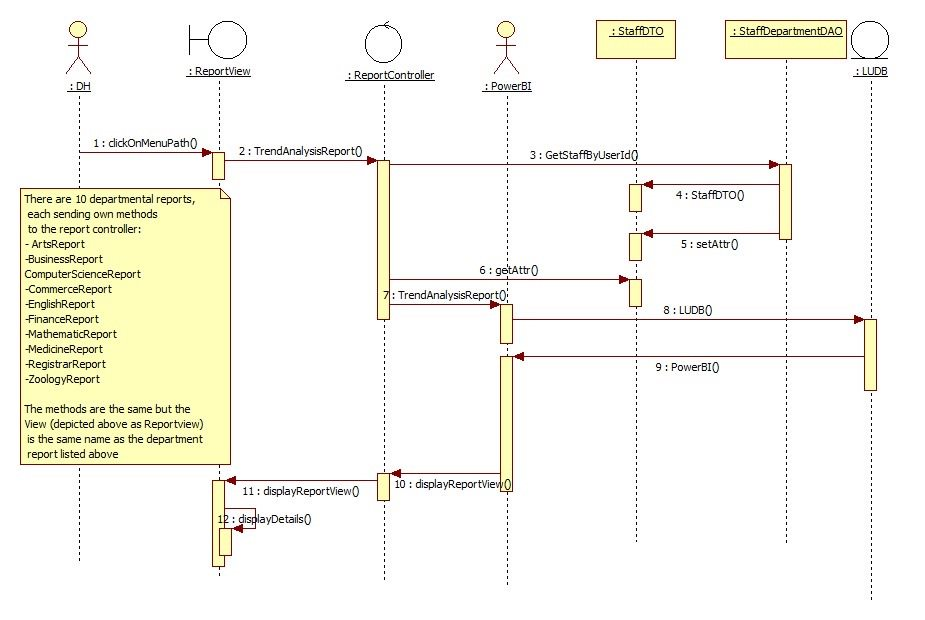 : StaffDTO
: StaffDepartmentDAO
: ReportView
: ReportController
: LUDB
: DH
: PowerBI
1 : clickOnMenuPath()
2 : TrendAnalysisReport()
3 : GetStaffByUserId()
4 : StaffDTO()
5 : setAttr()
6 : getAttr()
7 : TrendAnalysisReport()
8 : LUDB()
9 : PowerBI()
There are 10 departmental reports,
each sending own methods
to the report controller:
- ArtsReport
-BusinessReport
ComputerScienceReport
-CommerceReport
-EnglishReport
-FinanceReport
-MathematicReport
-MedicineReport
-RegistrarReport
-ZoologyReport
The methods are the same but the
View (depicted above as Reportview)
is the same name as the department
report listed above
10 : displayReportView()
11 : displayReportView()
12 : displayDetails()